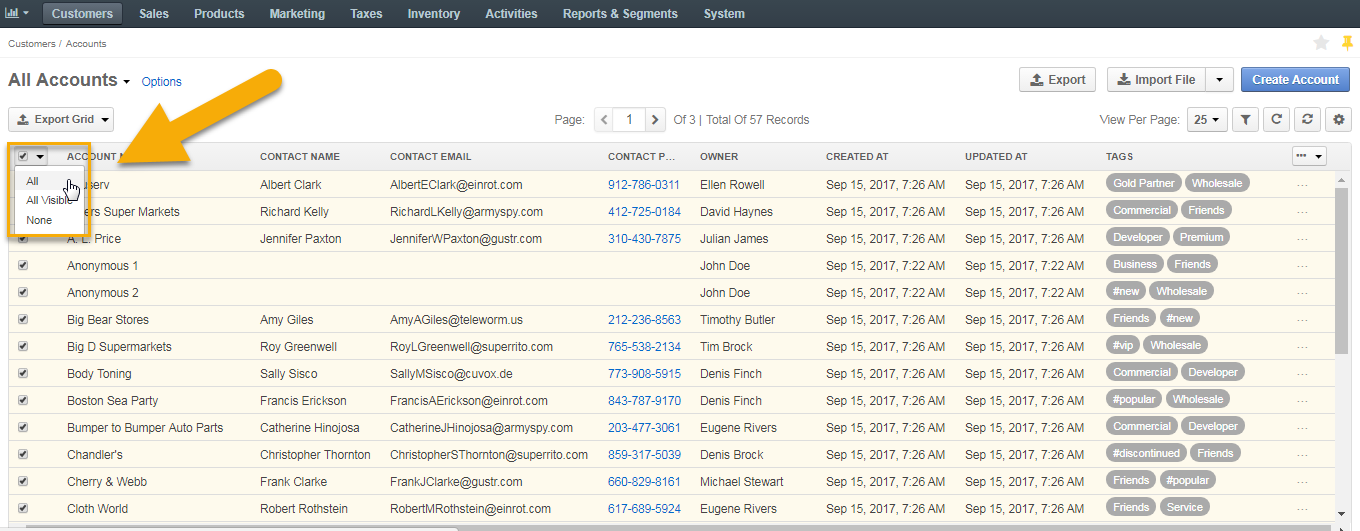 Customers Sales Products Marketing Taxes Inventory Activities Reports & Segments System
Customers / Accounts
All Accounts Options Export Import File Create Account
Export Grid Page: 1 Of 3 | Total Of 57 Records View Per Page: 25
ACCOUNT CONTACT NAME CONTACT EMAIL CONTACT P... OWNER CREATED AT UPDATED AT TAGS
All Albert Clark AlbertEClark@einrot.com 912-786-0311 Ellen Rowell Sep 15, 2017, 7:26 AM Sep 15, 2017, 7:26 AM Gold Partner Wholesale ...
All Visible Super Markets Richard Kelly RichardLKelly@armyspy.com 412-725-0184 David Haynes Sep 15, 2017, 7:26 AM Sep 15, 2017, 7:26 AM Commercial Friends ...
None
A. L. Price Jennifer Paxton JenniferWPaxton@gustr.com 310-430-7875 Julian James Sep 15, 2017, 7:26 AM Sep 15, 2017, 7:26 AM Developer Premium ...
Anonymous 1 John Doe Sep 15, 2017, 7:22 AM Sep 15, 2017, 7:22 AM Business Friends ...
Anonymous 2 John Doe Sep 15, 2017, 7:22 AM Sep 15, 2017, 7:22 AM #new Wholesale ...
Big Bear Stores Amy Giles AmyAGiles@teleworm.us 212-236-8563 Timothy Butler Sep 15, 2017, 7:26 AM Sep 15, 2017, 7:26 AM Friends #new ...
Big D Supermarkets Roy Greenwell RoyLGreenwell@superrito.com 765-538-2134 Tim Brock Sep 15, 2017, 7:26 AM Sep 15, 2017, 7:26 AM #vip Wholesale ...
Body Toning Sally Sisco SallyMSisco@cuvox.de 773-908-5915 Denis Finch Sep 15, 2017, 7:26 AM Sep 15, 2017, 7:26 AM Commercial Developer ...
Boston Sea Party Francis Erickson FrancisAErickson@einrot.com 843-787-9170 Denis Finch Sep 15, 2017, 7:26 AM Sep 15, 2017, 7:26 AM #popular Wholesale ...
Bumper to Bumper Auto Parts Catherine Hinojosa CatherineJHinojosa@armyspy.com 203-477-3061 Eugene Rivers Sep 15, 2017, 7:26 AM Sep 15, 2017, 7:26 AM Commercial Developer ...
Chandler's Christopher Thornton ChristopherSThornton@superrito.com 859-317-5039 Denis Brock Sep 15, 2017, 7:26 AM Sep 15, 2017, 7:26 AM #discontinued Friends ...
Cherry & Webb Frank Clarke FrankJClarke@gustr.com 660-829-8161 Michael Stewart Sep 15, 2017, 7:26 AM Sep 15, 2017, 7:26 AM Friends #popular ...
Cloth World Robert Rothstein RobertMRothstein@einrot.com 617-689-5924 Eugene Rivers Sep 15, 2017, 7:26 AM Sep 15, 2017, 7:26 AM Friends Service ...